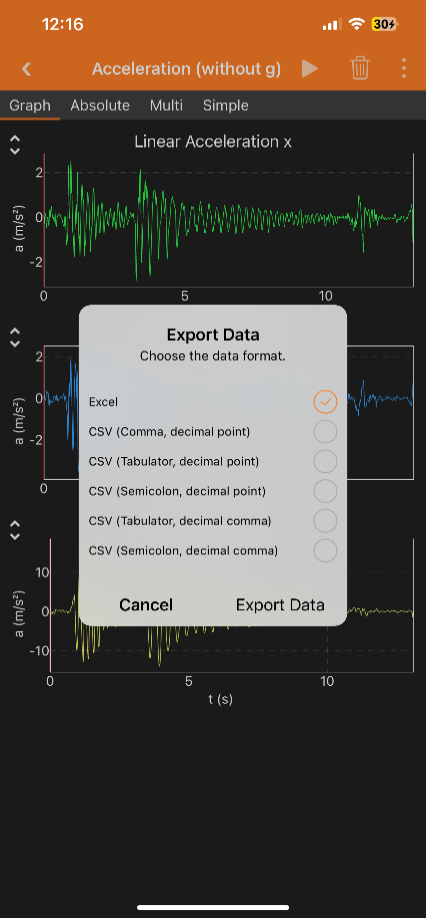 12:16
30
Acceleration (without g)
Graph Absolute Multi Simple
Linear Acceleration x
a (m/s²)
2
0
-2
0 5 10
Export Data
Choose the data format.
Excel
CSV (Comma, decimal point)
CSV (Tabulator, decimal point)
CSV (Semicolon, decimal point)
CSV (Tabulator, decimal comma)
CSV (Semicolon, decimal comma)
Cancel Export Data
a (m/s²)
2
0
-2
0
a (m/s²)
10
0
-10
0 5 10
t (s)